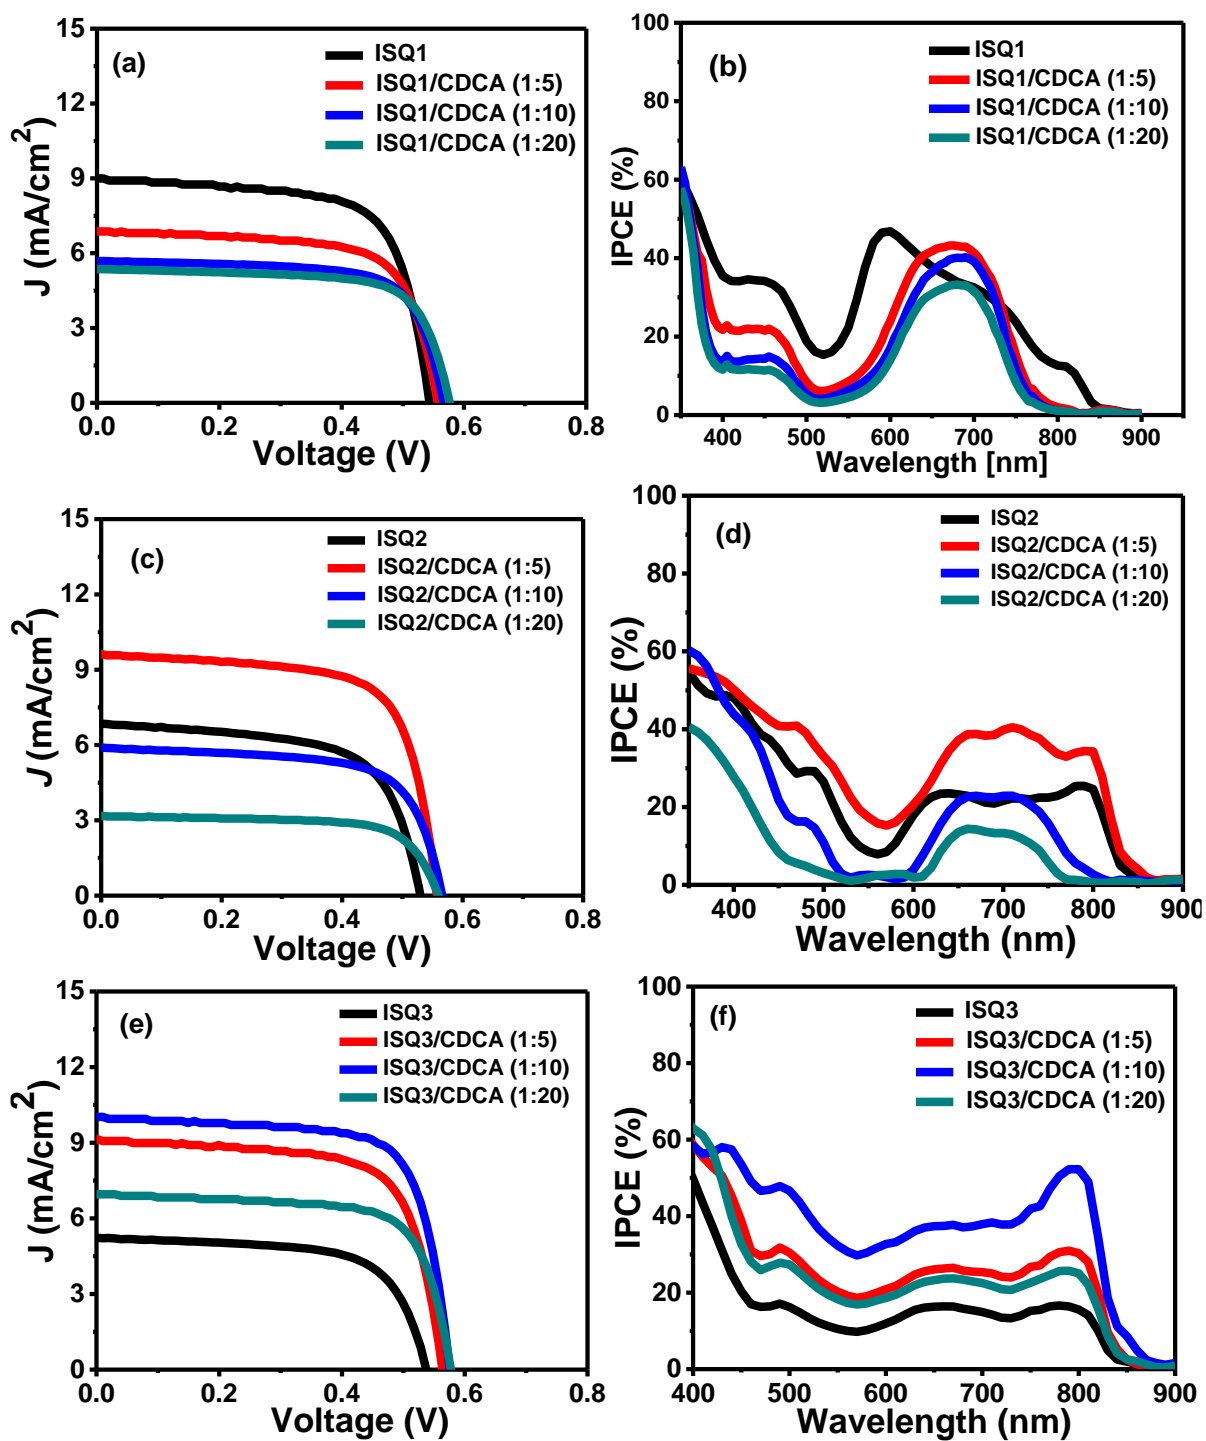 (a)
ISQ1
ISQ1/CDCA (1:5)
ISQ1/CDCA (1:10)
ISQ1/CDCA (1:20)
15
12
9
6
3
0
J (mA/cm²)
0.0 0.2 0.4 0.6 0.8
Voltage (V)
(b)
ISQ1
ISQ1/CDCA (1:5)
ISQ1/CDCA (1:10)
ISQ1/CDCA (1:20)
100
80
60
40
20
0
IPCE (%)
400 500 600 700 800 900
Wavelength [nm]
(c)
ISQ2
ISQ2/CDCA (1:5)
ISQ2/CDCA (1:10)
ISQ2/CDCA (1:20)
15
12
9
6
3
0
J (mA/cm²)
0.0 0.2 0.4 0.6 0.8
Voltage (V)
(d)
ISQ2
ISQ2/CDCA (1:5)
ISQ2/CDCA (1:10)
ISQ2/CDCA (1:20)
100
80
60
40
20
0
IPCE (%)
400 500 600 700 800 900
Wavelength (nm)
(e)
ISQ3
ISQ3/CDCA (1:5)
ISQ3/CDCA (1:10)
ISQ3/CDCA (1:20)
15
12
9
6
3
0
J (mA/cm²)
0.0 0.2 0.4 0.6 0.8
Voltage (V)
(f)
ISQ3
ISQ3/CDCA (1:5)
ISQ3/CDCA (1:10)
ISQ3/CDCA (1:20)
100
80
60
40
20
0
IPCE (%)
400 500 600 700 800 900
Wavelength (nm)